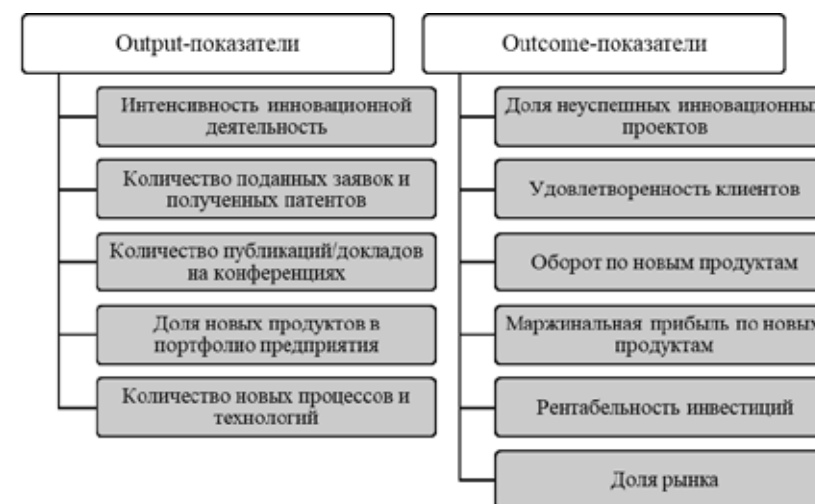 Output-показатели
Интенсивность инновационной
деятельность
Количество поданных заявок и
полученных патентов
Количество публикаций/докладов
на конференциях
Доля новых продуктов в
портфолио предприятия
Количество новых процессов и
технологий
Outcome-показатели
Доля неуспешных инновационных
проектов
Удовлетворенность клиентов
Оборот по новым продуктам
Маржинальная прибыль по новых
продуктам
Рентабельность инвестиций
Доля рынка